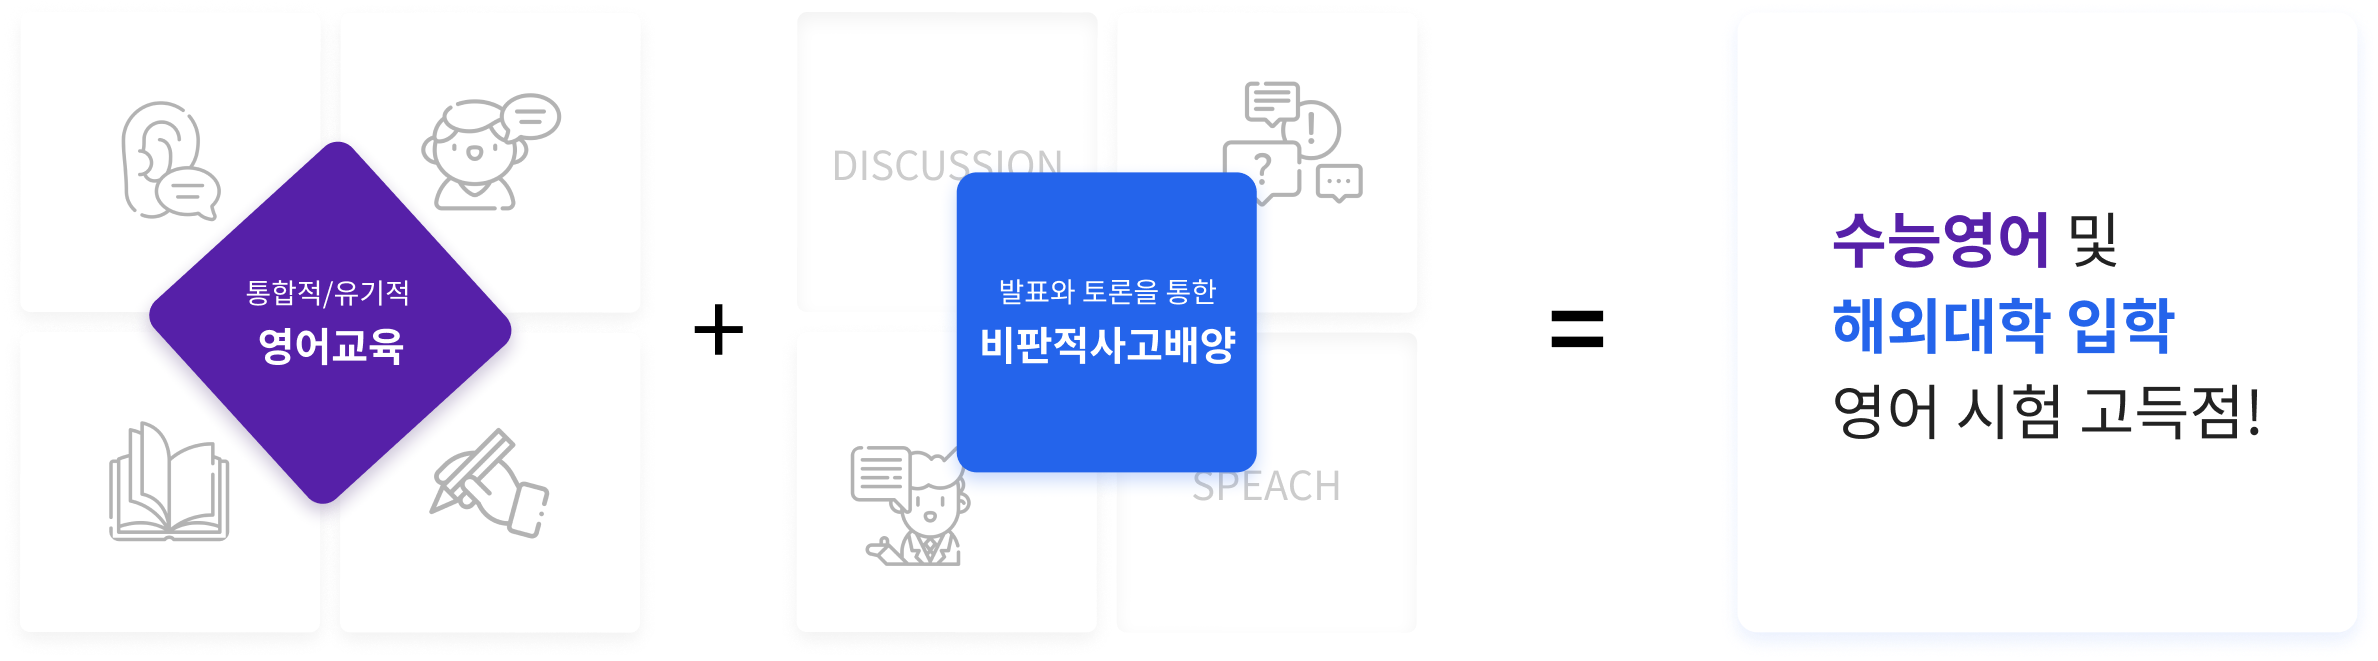 통합적/유기적
영어교육
+
DISCUSSION
발표와 토론을 통한
비판적사고배양
SPEACH
=
수능영어 및
해외대학 입학
영어 시험 고득점!